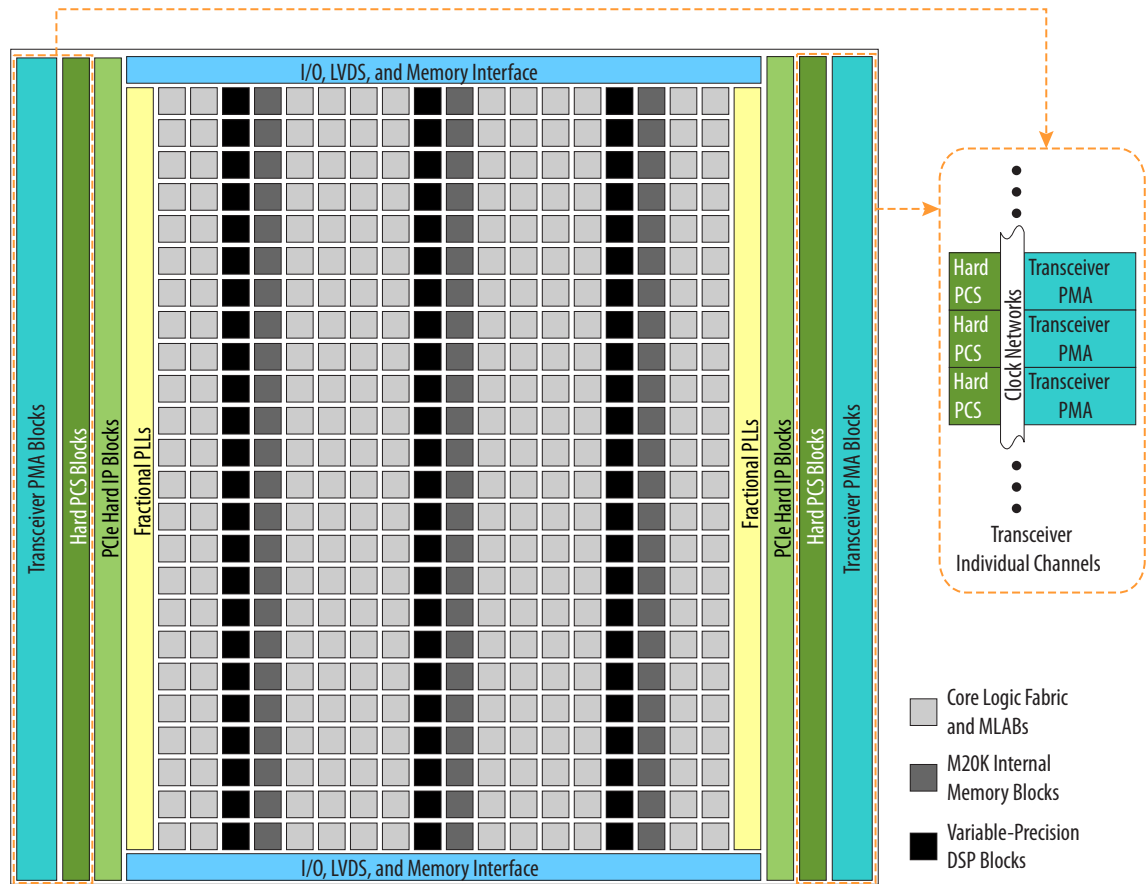 I/O, LVDS, and Memory Interface
Transceiver PMA Blocks
Hard PCS Blocks
PCIe Hard IP Blocks
Fractional PLLs
Fractional PLLs
PCIe Hard IP Blocks
Hard PCS Blocks
Transceiver PMA Blocks
I/O, LVDS, and Memory Interface
Hard
PCS
Hard
PCS
Hard
PCS
Clock Networks
Transceiver
PMA
Transceiver
PMA
Transceiver
PMA
Transceiver
Individual Channels
Core Logic Fabric
and MLABs
M20K Internal
Memory Blocks
Variable-Precision
DSP Blocks